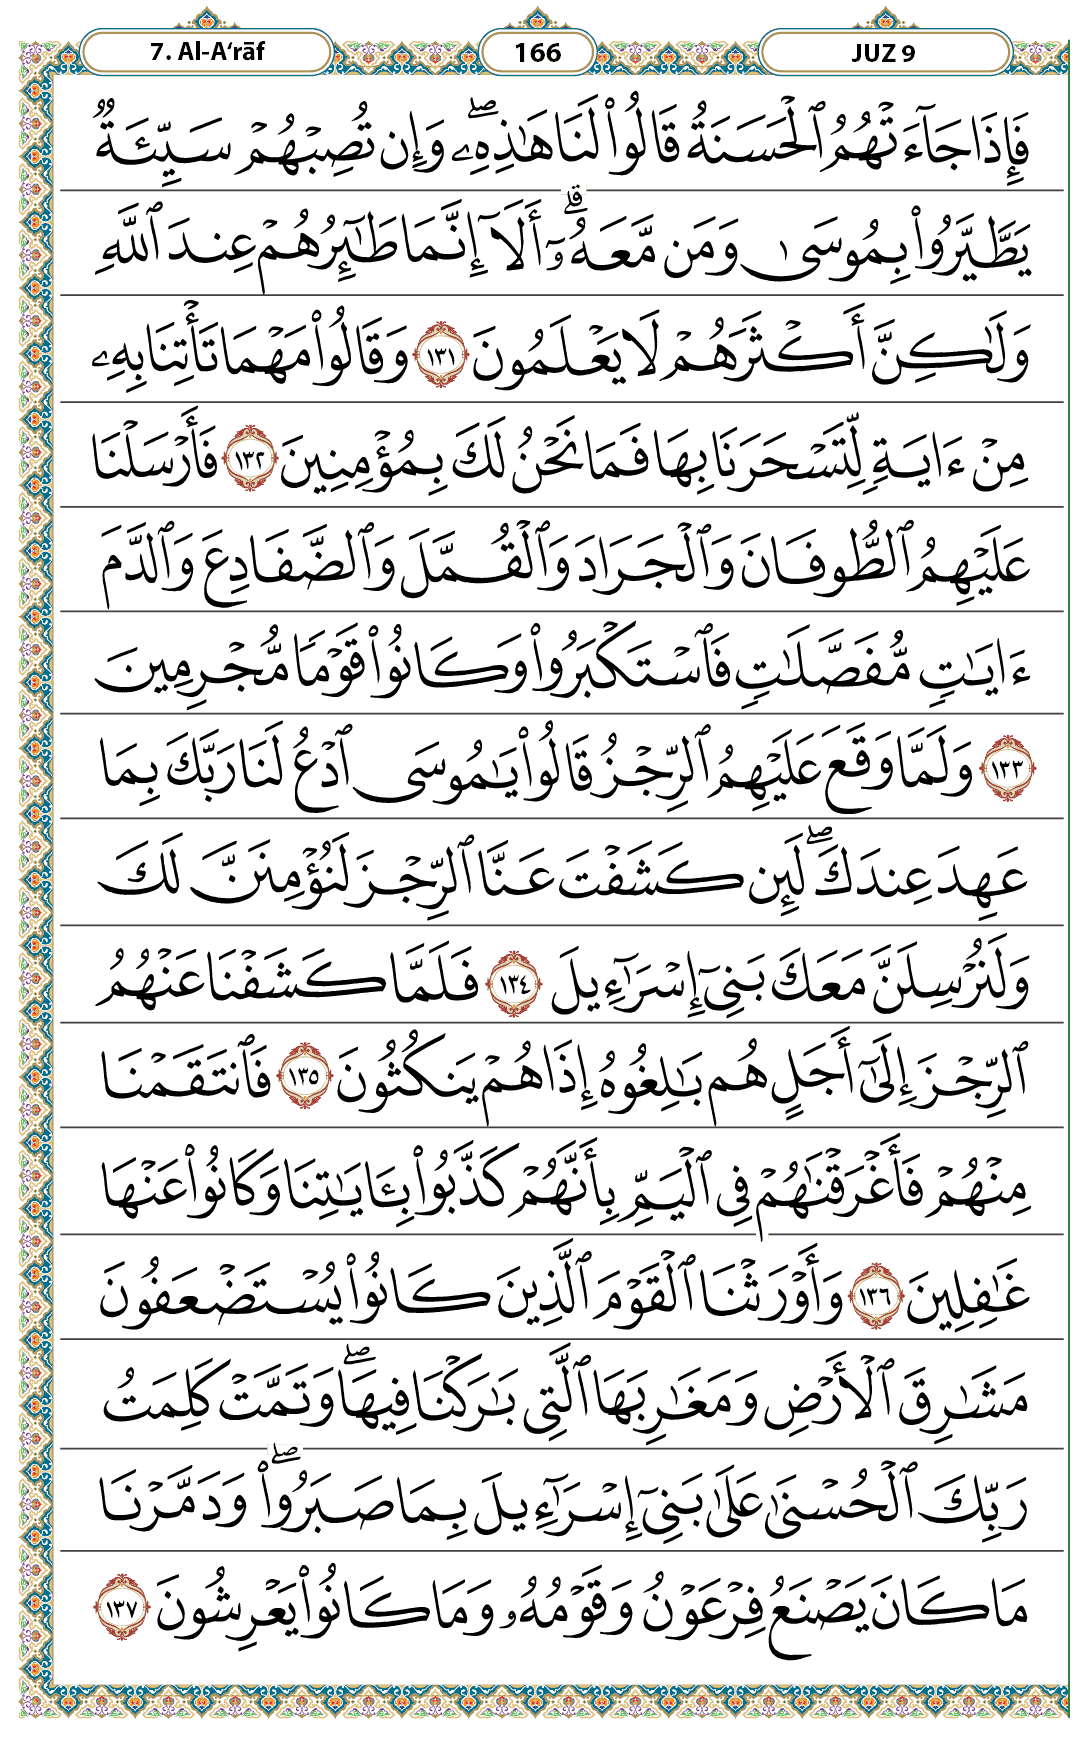 7. Al-A‘rāf 166 JUZ 9
فَإِذَا جَآءَتْهُمُ ٱلْحَسَنَةُ قَالُوا۟ لَنَا هَـٰذِهِۦ ۖ وَإِن تُصِبْهُمْ سَيِّئَةٌ
يَطَّيَّرُوا۟ بِمُوسَىٰ وَمَن مَّعَهُۥٓ ۗ أَلَآ إِنَّمَا طَـٰٓئِرُهُمْ عِندَ ٱللَّهِ
وَلَـٰكِنَّ أَكْثَرَهُمْ لَا يَعْلَمُونَ ١٣١ وَقَالُوا۟ مَهْمَا تَأْتِنَا بِهِۦ
مِنْ ءَايَةٍ لِّتَسْحَرَنَا بِهَا فَمَا نَحْنُ لَكَ بِمُؤْمِنِينَ ١٣٢ فَأَرْسَلْنَا
عَلَيْهِمُ ٱلطُّوفَانَ وَٱلْجَرَادَ وَٱلْقُمَّلَ وَٱلضَّفَادِعَ وَٱلدَّمَ
ءَايَـٰتٍ مُّفَصَّلَـٰتٍ فَٱسْتَكْبَرُوا۟ وَكَانُوا۟ قَوْمًا مُّجْرِمِينَ
١٣٣ وَلَمَّا وَقَعَ عَلَيْهِمُ ٱلرِّجْزُ قَالُوا۟ يَـٰمُوسَى ٱدْعُ لَنَا رَبَّكَ بِمَا
عَهِدَ عِندَكَ ۖ لَئِن كَشَفْتَ عَنَّا ٱلرِّجْزَ لَنُؤْمِنَنَّ لَكَ
وَلَنُرْسِلَنَّ مَعَكَ بَنِىٓ إِسْرَٰٓءِيلَ ١٣٤ فَلَمَّا كَشَفْنَا عَنْهُمُ
ٱلرِّجْزَ إِلَىٰٓ أَجَلٍ هُم بَـٰلِغُوهُ إِذَا هُمْ يَنكُثُونَ ١٣٥ فَٱنتَقَمْنَا
مِنْهُمْ فَأَغْرَقْنَـٰهُمْ فِى ٱلْيَمِّ بِأَنَّهُمْ كَذَّبُوا۟ بِـَٔايَـٰتِنَا وَكَانُوا۟ عَنْهَا
غَـٰفِلِينَ ١٣٦ وَأَوْرَثْنَا ٱلْقَوْمَ ٱلَّذِينَ كَانُوا۟ يُسْتَضْعَفُونَ
مَشَـٰرِقَ ٱلْأَرْضِ وَمَغَـٰرِبَهَا ٱلَّتِى بَـٰرَكْنَا فِيهَا ۖ وَتَمَّتْ كَلِمَتُ
رَبِّكَ ٱلْحُسْنَىٰ عَلَىٰ بَنِىٓ إِسْرَٰٓءِيلَ بِمَا صَبَرُوا۟ ۖ وَدَمَّرْنَا
مَا كَانَ يَصْنَعُ فِرْعَوْنُ وَقَوْمُهُۥ وَمَا كَانُوا۟ يَعْرِشُونَ ١٣٧